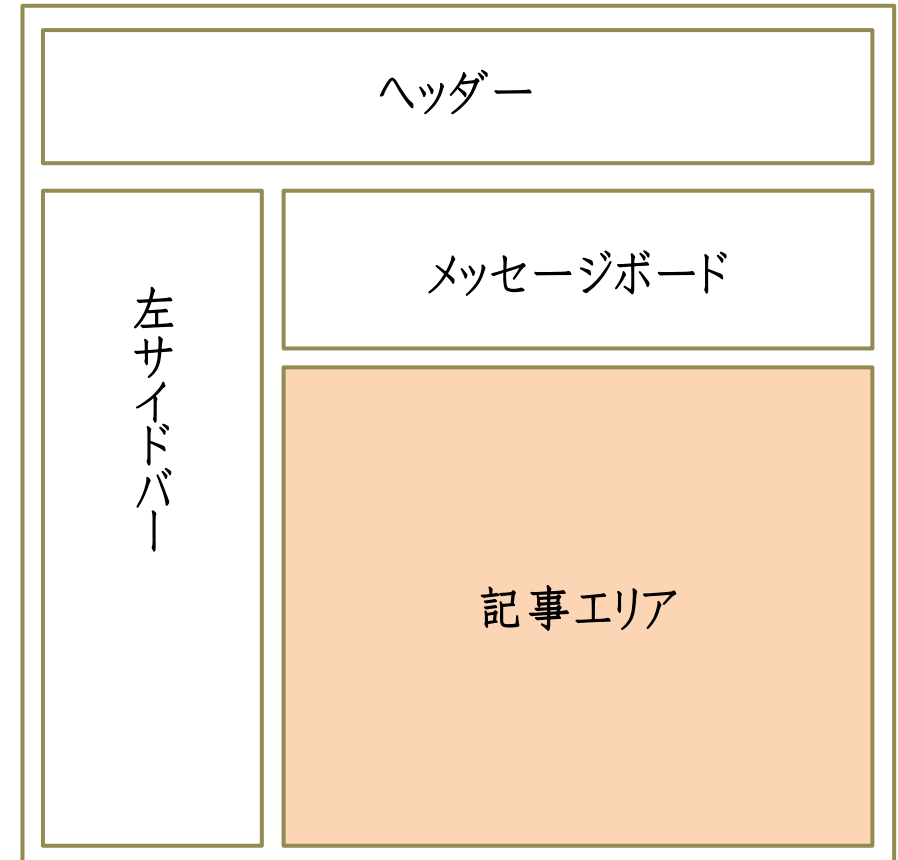 ヘッダー
メッセージボード
左サイドバー
記事エリア